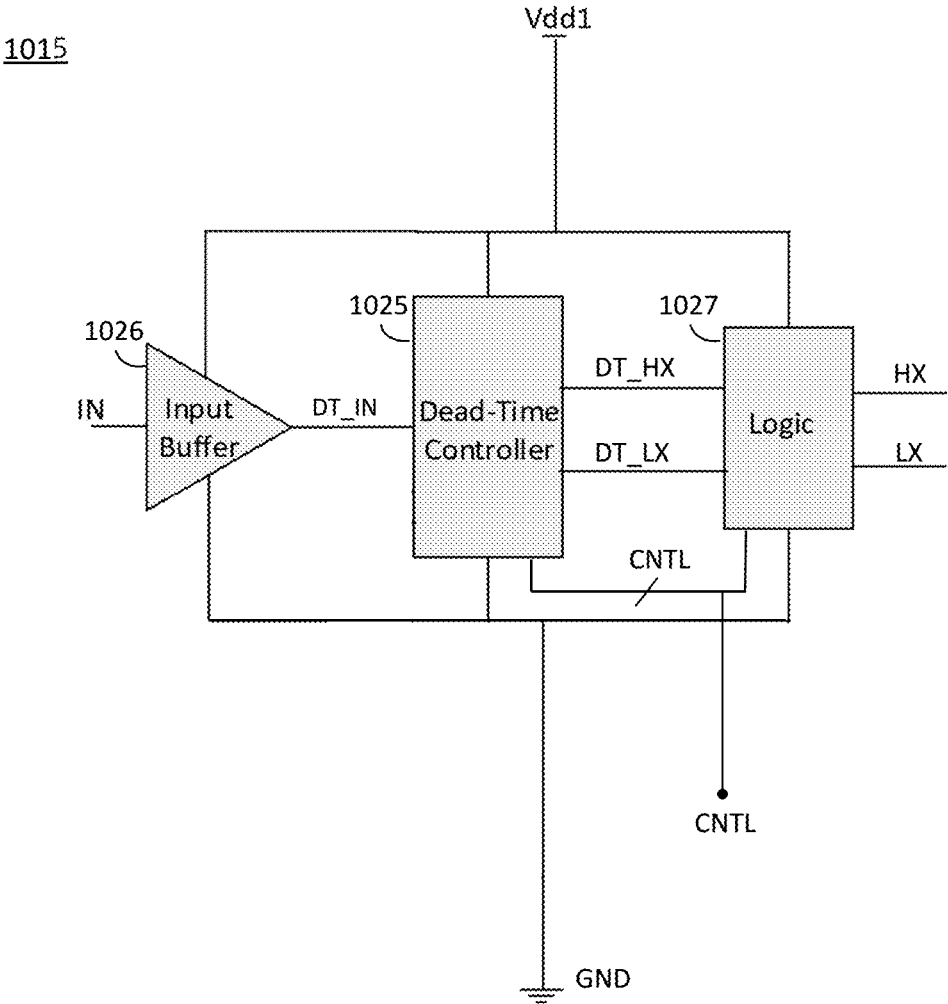 Vdd1
1015
1025
1027
1026
DT_HX
HX
IN
Input
Buffer
DT_IN
Dead-Time
Controller
Logic
DT_LX
LX
CNTL
CNTL
GND